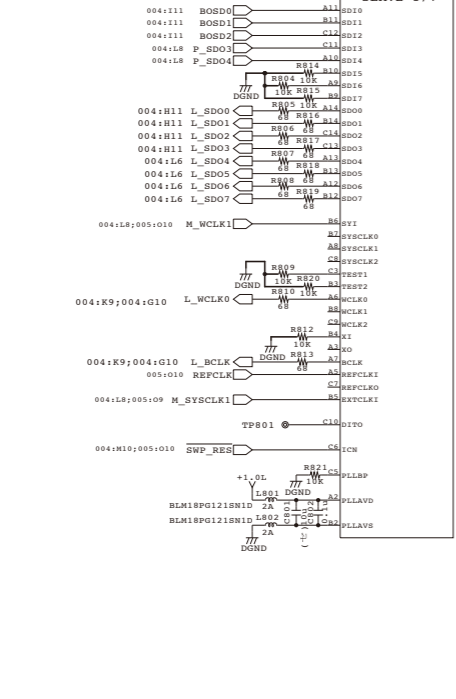 004:I11 BOSD0 A11 SDI0
004:I11 BOSD1 B11 SDI1
004:I11 BOSD2 C12 SDI2
004:L8 P_SDO3 C11 SDI3
004:L8 P_SDO4 A10 SDI4
R814 10K B10 SDI5
R804 10K A9 SDI6
DGND R815 10K B9 SDI7
004:H11 L_SDO0 R805 68 A14 SDO0
004:H11 L_SDO1 R816 68 B14 SDO1
004:H11 L_SDO2 R806 68 C14 SDO2
004:H11 L_SDO3 R817 68 C13 SDO3
004:L6 L_SDO4 R807 68 A13 SDO4
004:L6 L_SDO5 R818 68 B13 SDO5
004:L6 L_SDO6 R808 68 A12 SDO6
004:L6 L_SDO7 R819 68 B12 SDO7
004:L8;005:O10 M_WCLK1 B6 SYI
B7 SYSCLK0
A8 SYSCLK1
C8 SYSCLK2
DGND R809 10K C3 TEST1
R820 10K B3 TEST2
004:K9;004:G10 L_WCLK0 R810 68 A6 WCLK0
B8 WCLK1
C9 WCLK2
DGND R812 10K B4 XI
A3 XO
004:K9;004:G10 L_BCLK R813 68 A7 BCLK
005:O10 REFCLK A5 REFCLKI
C7 REFCLKO
004:L8;005:O9 M_SYSCLK1 B5 EXTCLKI
TP801 C10 DITO
004:M10;005:O10 SWP_RES C6 ICN
DGND R821 10K C5 PLLBP
+1.0L
BLM18PG121SN1D L801 2A A2 PLLAVD
C801 10u C802 0.1u
BLM18PG121SN1D L802 2A B2 PLLAVS
DGND